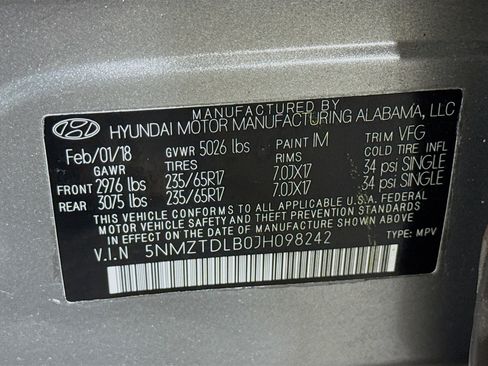 MANUFACTURED BY
HYUNDAI MOTOR MANUFACTURING ALABAMA, LLC
Feb/01/18 GVWR 5026 lbs PAINT IM TRIM VFG
GAWR TIRES RIMS COLD TIRE INFL
FRONT 2976 lbs 235/65R17 7.0JX17 34 psi SINGLE
REAR 3075 lbs 235/65R17 7.0JX17 34 psi SINGLE
THIS VEHICLE CONFORMS TO ALL APPLICABLE U.S.A. FEDERAL
MOTOR VEHICLE SAFETY AND BUMPER STANDARDS IN EFFECT ON THE
DATE OF MANUFACTURE SHOWN ABOVE.
V.I.N 5NMZTDLB0JH098242 TYPE: MPV